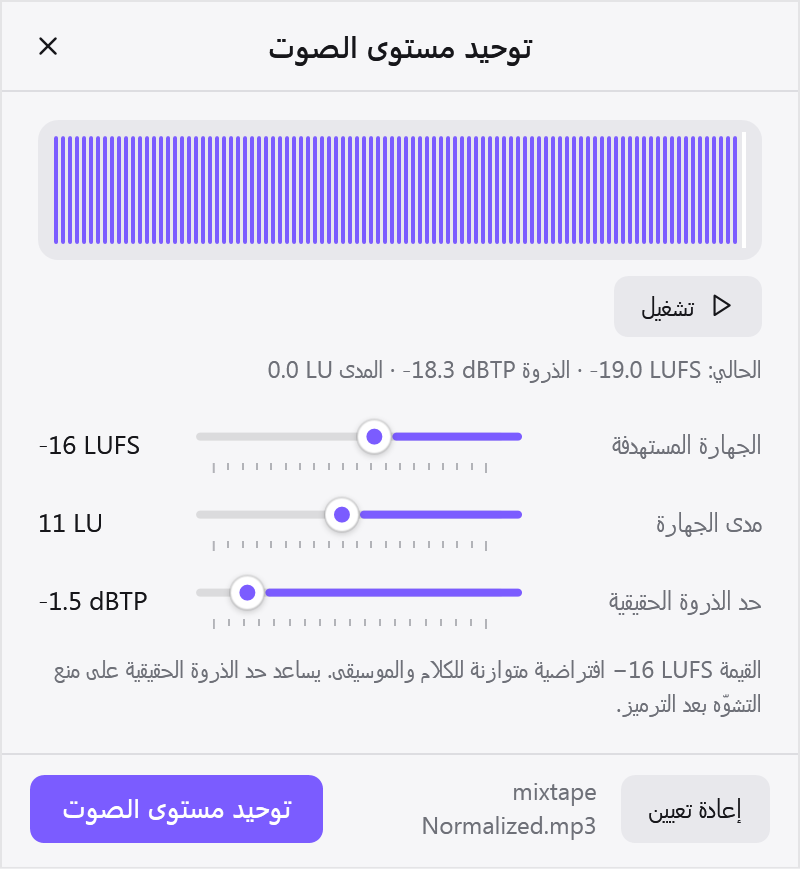 توحيد مستوى الصوت
تشغيل
الحالي: ‎-19.0 LUFS · الذروة ‎-18.3 dBTP · المدى 0.0 LU
الجهارة المستهدفة
-16 LUFS
مدى الجهارة
11 LU
حد الذروة الحقيقية
-1.5 dBTP
القيمة ‎−16 LUFS افتراضية متوازنة للكلام والموسيقى. يساعد حد الذروة الحقيقية على منع
التشوّه بعد الترميز.
إعادة تعيين
mixtape
Normalized.mp3
توحيد مستوى الصوت